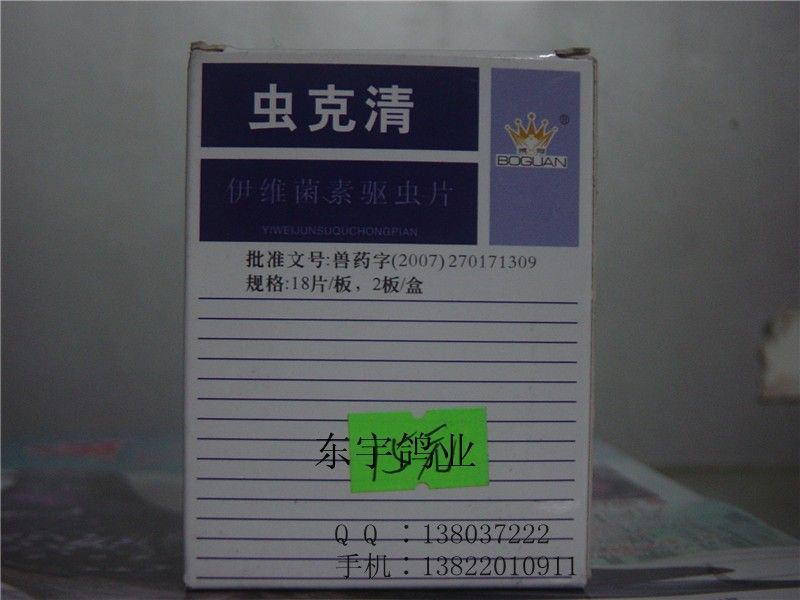 虫克清
BOGUAN
®
伊维菌素驱虫片
YIWEIJUNSUQUCHONGPIAN
批准文号:兽药字(2007)270171309
规格:18片/板，2板/盒
东宇鸽业
QQ：138037222
手机：13822010911